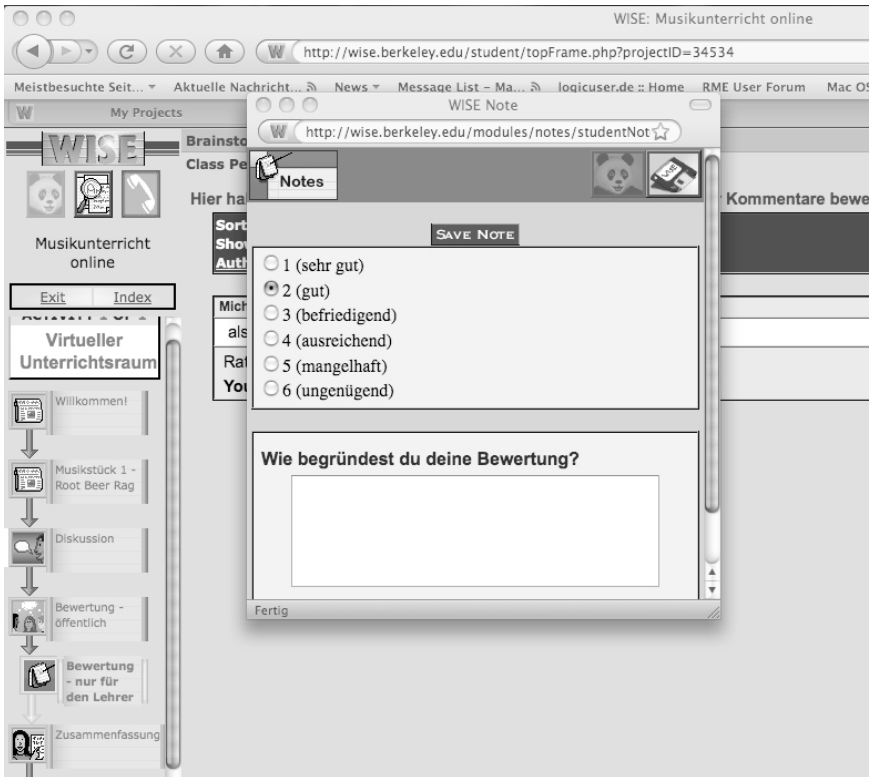 WISE: Musikunterricht online
http://wise.berkeley.edu/student/topFrame.php?projectID=34534
Meistbesuchte Seit... Aktuelle Nachricht... News Message List – Ma... logicuser.de :: Home RME User Forum Mac OS
My Projects
WISE
Musikunterricht
online
Exit Index
Virtueller
Unterrichtsraum
Willkommen!
Musikstück 1 -
Root Beer Rag
Diskussion
Bewertung -
öffentlich
Bewertung
- nur für
den Lehrer
Zusammenfassung
Brainsto
Class Pe
Hier ha
Kommentare bewe
Sort
Show
Auth
Mich
als
Rat
You
WISE Note
http://wise.berkeley.edu/modules/notes/studentNot
Notes
SAVE NOTE
1 (sehr gut)
2 (gut)
3 (befriedigend)
4 (ausreichend)
5 (mangelhaft)
6 (ungenügend)
Wie begründest du deine Bewertung?
Fertig